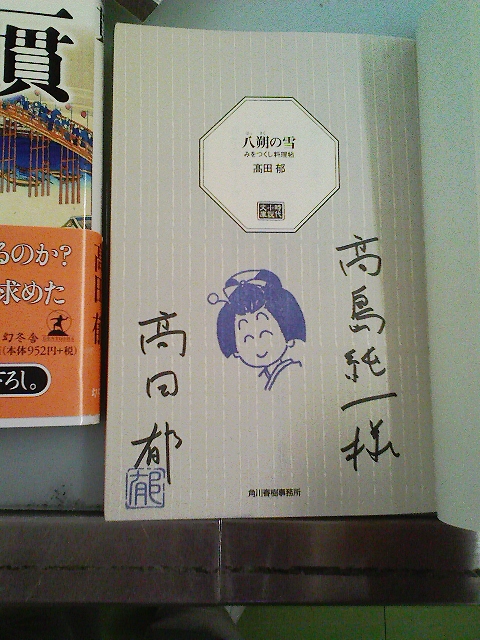 貫
るのか?
求めた
幻冬舎
(本体952円+税)
下ろし。
八朔の雪
みをつくし料理帖
髙田 郁
時代小説文庫
高島純一様
高田 郁
郁
角川春樹事務所